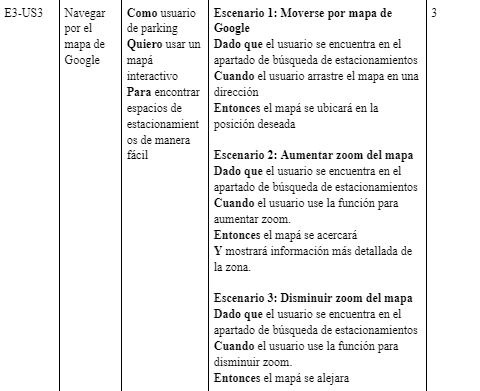 E3-US3
Navegar
por el
mapa de
Google
Como usuario
de parking
Quiero usar un
mapá
interactivo
Para encontrar
espacios de
estacionamient
os de manera
fácil
Escenario 1: Moverse por mapa de
Google
Dado que el usuario se encuentra en el
apartado de búsqueda de estacionamientos
Cuando el usuario arrastre el mapa en una
dirección
Entonces el mapá se ubicará en la
posición deseada
Escenario 2: Aumentar zoom del mapa
Dado que el usuario se encuentra en el
apartado de búsqueda de estacionamientos
Cuando el usuario use la función para
aumentar zoom.
Entonces el mapá se acercará
Y mostrará información más detallada de
la zona.
Escenario 3: Disminuir zoom del mapa
Dado que el usuario se encuentra en el
apartado de búsqueda de estacionamientos
Cuando el usuario use la función para
disminuir zoom.
Entonces el mapá se alejara
3